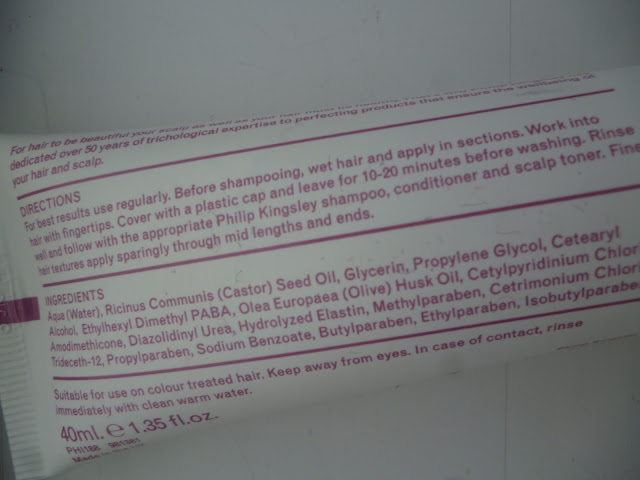 For hair to be beautiful your scalp as well as your hair must be
dedicated over 50 years of trichological expertise to perfecting products that ensure the wellbeing of
your hair and scalp.
DIRECTIONS
For best results use regularly. Before shampooing, wet hair and apply in sections. Work into
hair with fingertips. Cover with a plastic cap and leave for 10-20 minutes before washing. Rinse
well and follow with the appropriate Philip Kingsley shampoo, conditioner and scalp toner. Fine
hair textures apply sparingly through mid lengths and ends.
INGREDIENTS
Aqua (Water), Ricinus Communis (Castor) Seed Oil, Glycerin, Propylene Glycol, Cetearyl
Alcohol, Ethylhexyl Dimethyl PABA, Olea Europaea (Olive) Husk Oil, Cetylpyridinium Chlor
Amodimethicone, Diazolidinyl Urea, Hydrolyzed Elastin, Methylparaben, Cetrimonium Chlor
Trideceth-12, Propylparaben, Sodium Benzoate, Butylparaben, Ethylparaben, Isobutylparabe
Suitable for use on colour treated hair. Keep away from eyes. In case of contact, rinse
immediately with clean warm water.
40ml. e 1.35 fl.oz.
PHI188
Made in the